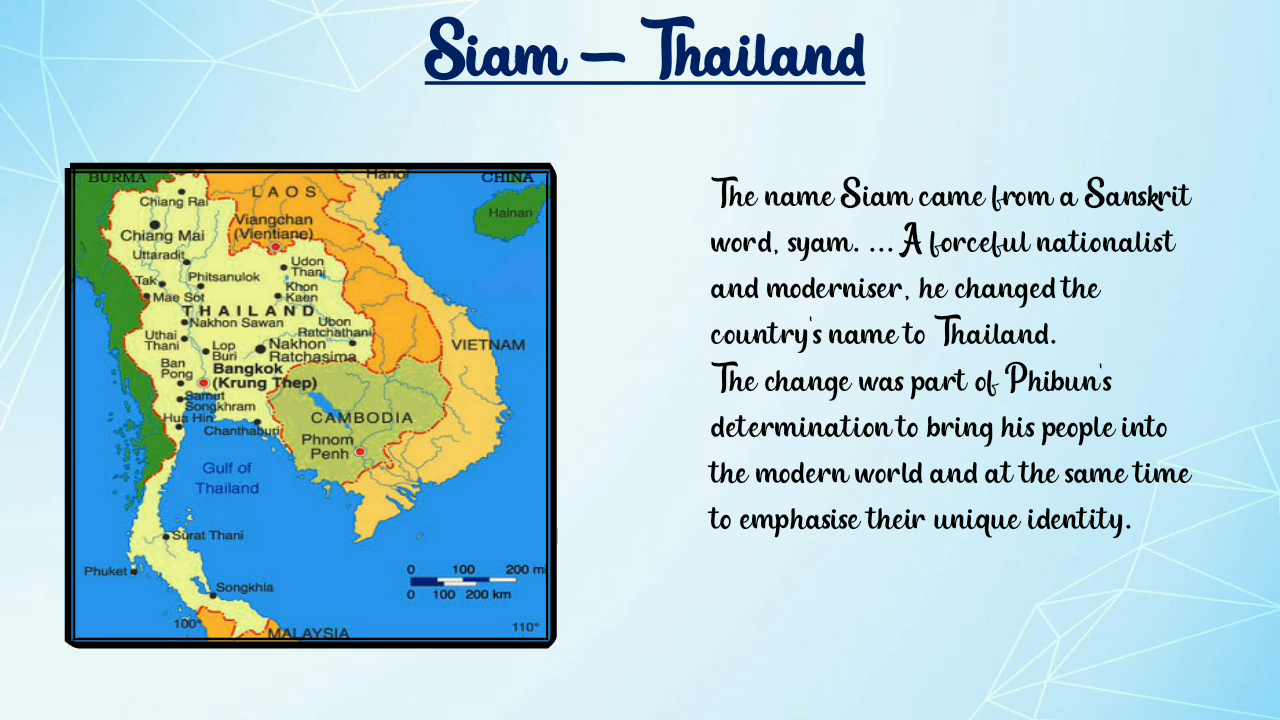 Siam – Thailand
BURMA
Hanoi
CHINA
LAOS
Chiang Rai
Hainan
Viangchan
(Vientiane)
Chiang Mai
Uttaradit
Udon
Thani
Tak
Phitsanulok
Khon
Kaen
Mae Sot
THAILAND
Nakhon Sawan
Ubon
Ratchathani
Uthai
Thani
Lop
Buri
Nakhon
Ratchasima
VIETNAM
Ban
Pong
Bangkok
(Krung Thep)
Samut
Songkhram
Hua Hin
CAMBODIA
Chanthaburi
Phnom
Penh
Gulf of
Thailand
Surat Thani
Phuket
0 100 200 mi
0 100 200 km
Songkhla
100°
MALAYSIA
110°
The name Siam came from a Sanskrit
word, syam. ... A forceful nationalist
and moderniser, he changed the
country's name to Thailand.
The change was part of Phibun's
determination to bring his people into
the modern world and at the same time
to emphasise their unique identity.